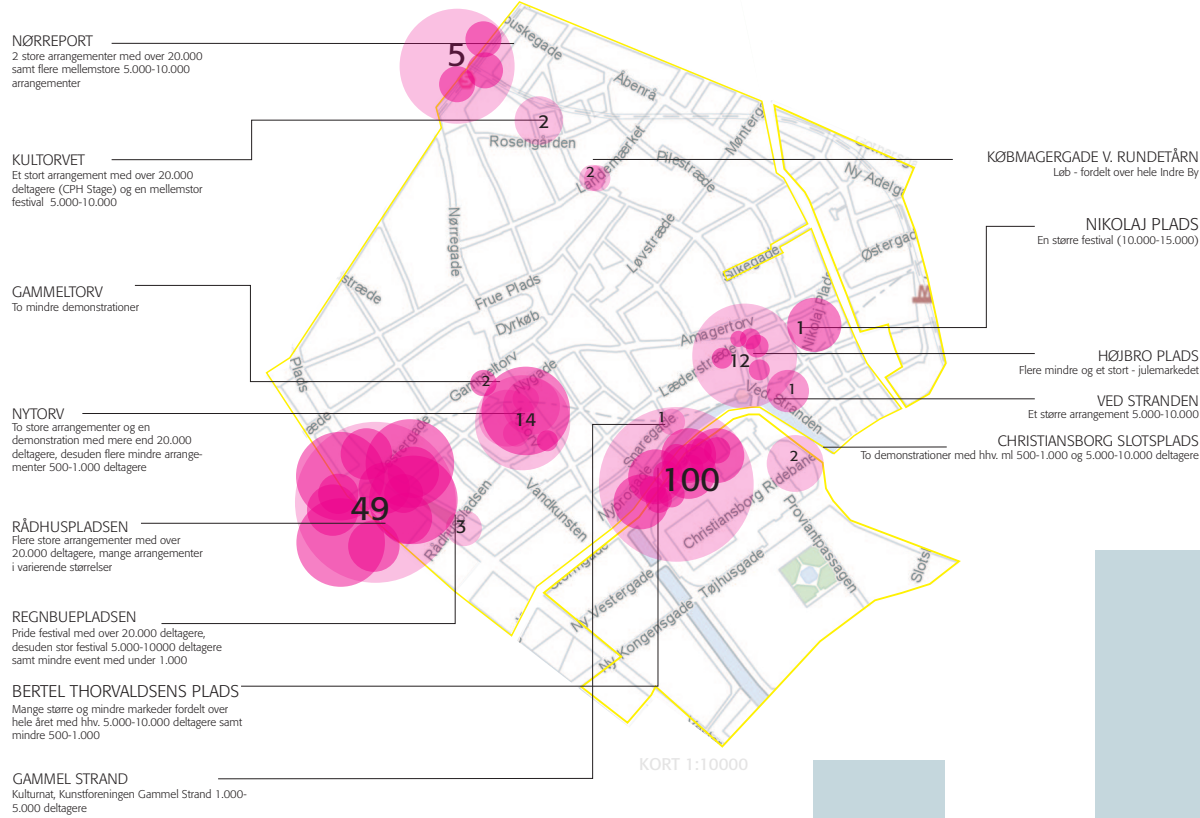 NØRREPORT
2 store arrangementer med over 20.000
samt flere mellemstore 5.000-10.000
arrangementer
KULTORVET
Et stort arrangement med over 20.000
deltagere (CPH Stage) og en mellemstor
festival 5.000-10.000
GAMMELTORV
To mindre demonstrationer
NYTORV
To store arrangementer og en
demonstration med mere end 20.000
deltagere, desuden flere mindre arrange-
menter 500-1.000 deltagere
RÅDHUSPLADSEN
Flere store arrangementer med over
20.000 deltagere, mange arrangementer
i varierende størrelser
REGNBUEPLADSEN
Pride festival med over 20.000 deltagere,
desuden stor festival 5.000-10000 deltagere
samt mindre event med under 1.000
BERTEL THORVALDSENS PLADS
Mange større og mindre markeder fordelt over
hele året med hhv. 5.000-10.000 deltagere samt
mindre 500-1.000
GAMMEL STRAND
Kulturnat, Kunstforeningen Gammel Strand 1.000-
5.000 deltagere
KØBMAGERGADE V. RUNDETÅRN
Løb - fordelt over hele Indre By
NIKOLAJ PLADS
En større festival (10.000-15.000)
HØJBRO PLADS
Flere mindre og et stort - julemarkedet
VED STRANDEN
Et større arrangement 5.000-10.000
CHRISTIANSBORG SLOTSPLADS
To demonstrationer med hhv. ml 500-1.000 og 5.000-10.000 deltagere
5
S
2
2
2
14
2
49
3
100
1
12
1
1
2
ouskegade
Åbenrå
Rosengården
Landemærket
Pilestræde
Mønterg
Ny-Adelg
Østergad
Nørregade
Løvstræde
Silkegade
stræde
Frue Plads
Dyrkøb
Amagertorv
Nikolaj Plads
Læderstræde
Ved Stranden
Gammeltorv
Nygade
Plads
æde
stergade
Rådhuspladsen
Vandkunsten
Snaregade
Nybrogade
Christiansborg Ridebane
Proviantpassagen
Slots
Stormgade
Ny Vestergade
Tøjhusgade
Ny Kongensgade
KORT 1:10000